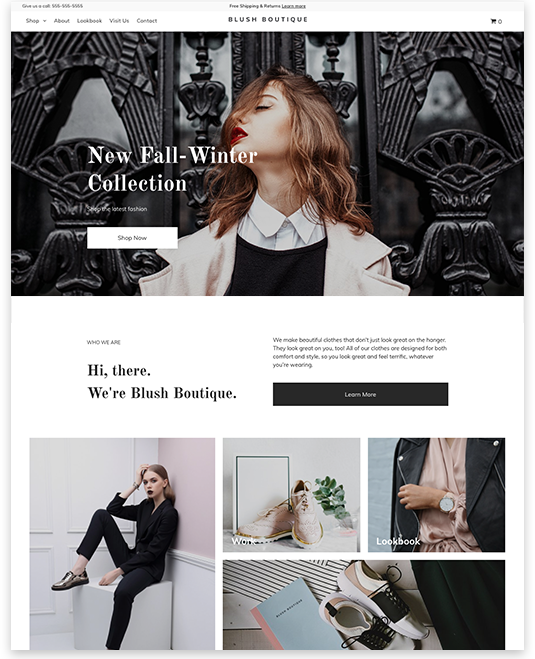 Give us a call: 555-555-5555
Free Shipping & Returns Learn more
Shop About Lookbook Visit Us Contact
BLUSH BOUTIQUE
0
New Fall-Winter
Collection
Shop the latest fashion
Shop Now
WHO WE ARE
Hi, there.
We're Blush Boutique.
We make beautiful clothes that don't just look great on the hanger.
They look great on you, too! All of our clothes are designed for both
comfort and style, so you look great and feel terrific, whatever
you're wearing.
Learn More
Work
Lookbook
BLUSH BOUTIQUE